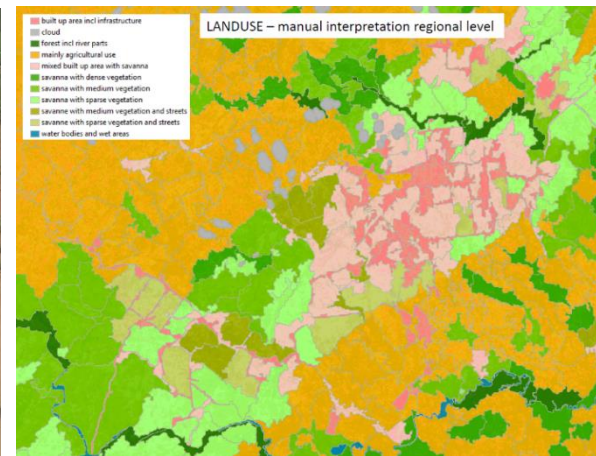 LANDUSE – manual interpretation regional level
built up area incl infrastructure
cloud
forest incl river parts
mainly agricultural use
mixed built up area with savanna
savanna with dense vegetation
savanna with medium vegetation
savanna with sparse vegetation
savanne with medium vegetation and streets
savanne with sparse vegetation and streets
water bodies and wet areas